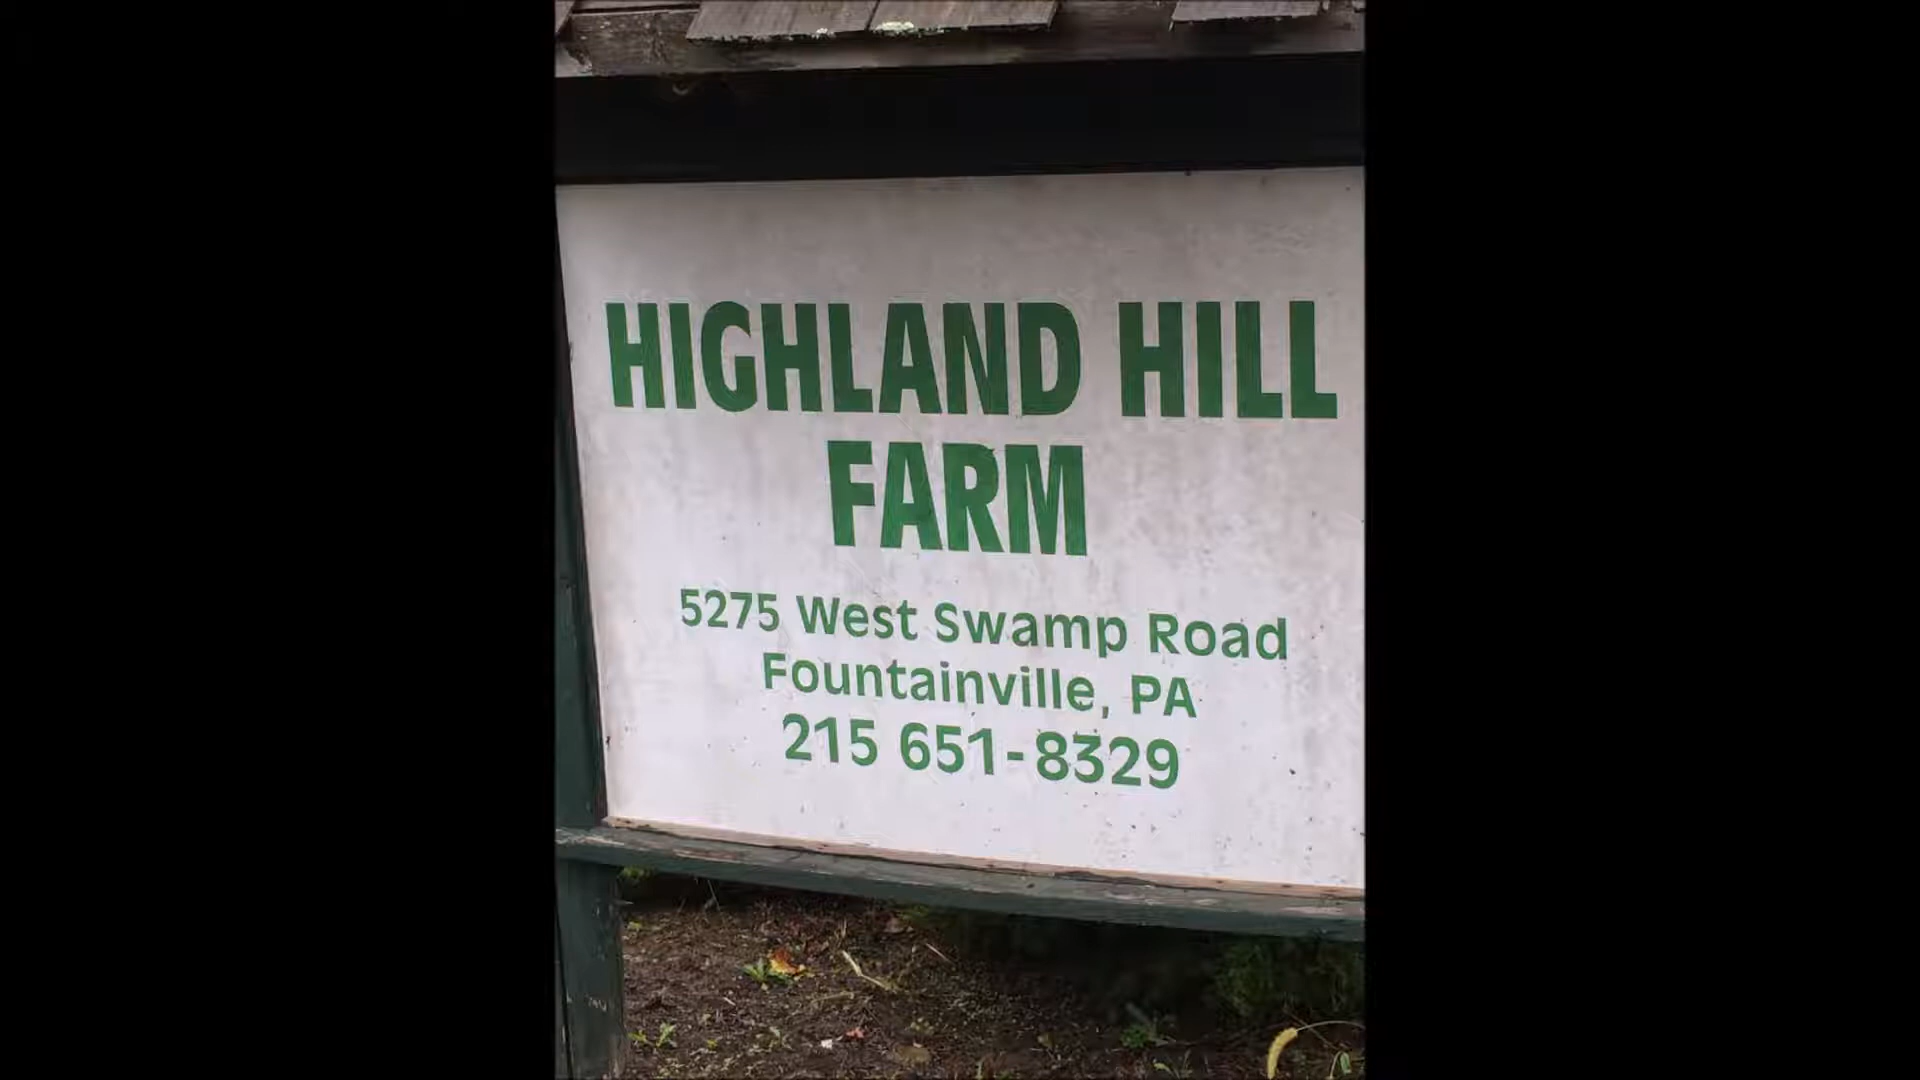 HIGHLAND HILL
FARM
5275 West Swamp Road
Fountainville, PA
215 651-8329